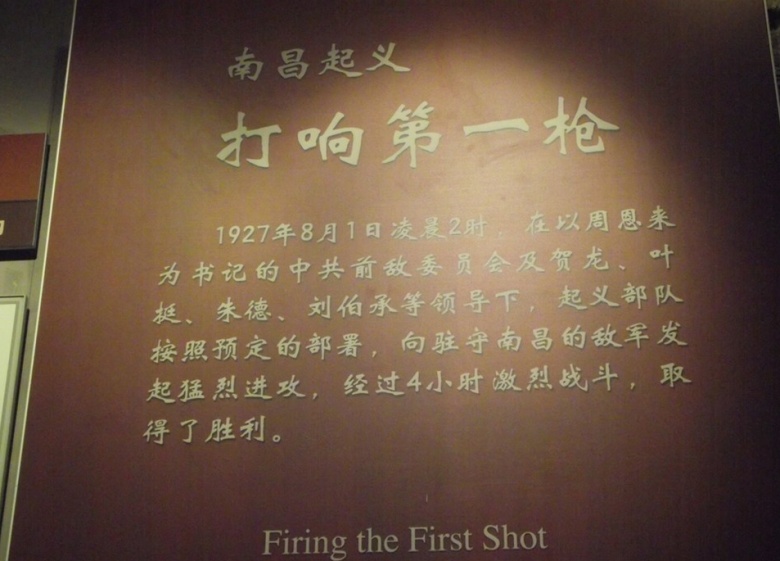 南昌起义
打响第一枪
1927年8月1日凌晨2时，在以周恩来
为书记的中共前敌委员会及贺龙、叶
挺、朱德、刘伯承等领导下，起义部队
按照预定的部署，向驻守南昌的敌军发
起猛烈进攻，经过4小时激烈战斗，取
得了胜利。
Firing the First Shot